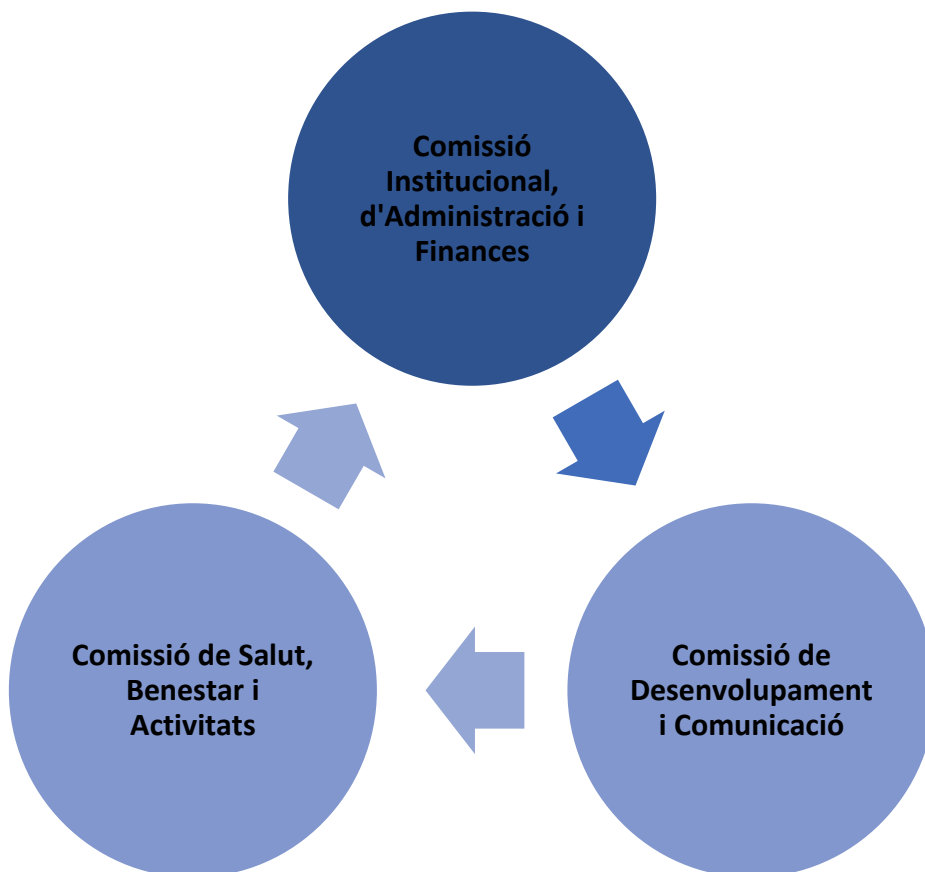 Comissió
Institucional,
d'Administració i
Finances
Comissió de Salut,
Benestar i
Activitats
Comissió de
Desenvolupament
i Comunicació